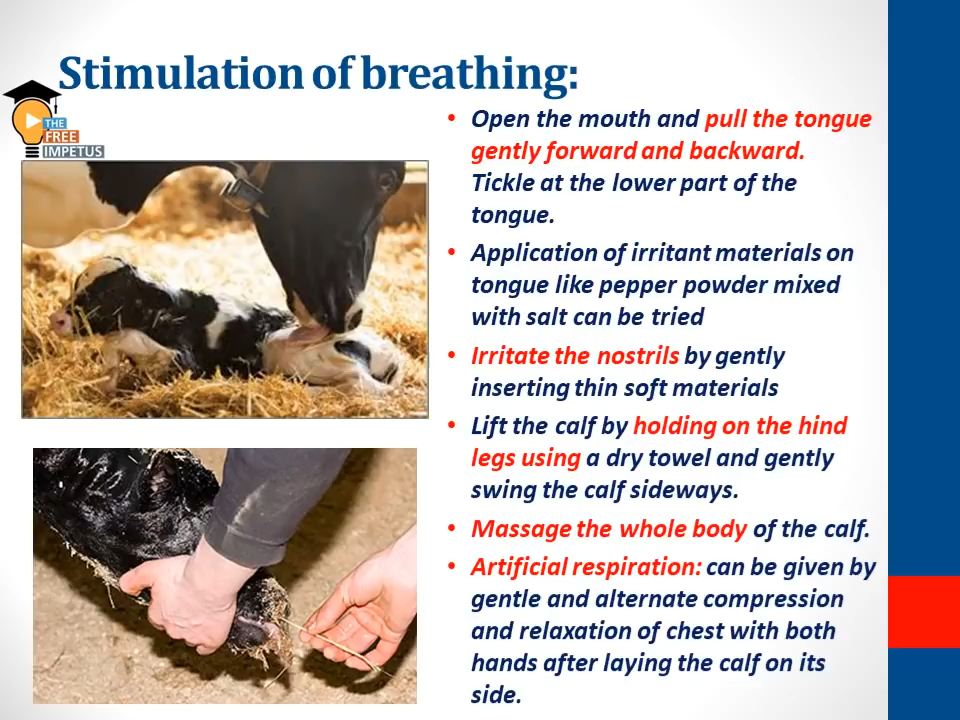 Stimulation of breathing:
THE
FREE
IMPETUS
• Open the mouth and pull the tongue
gently forward and backward.
Tickle at the lower part of the
tongue.
• Application of irritant materials on
tongue like pepper powder mixed
with salt can be tried
• Irritate the nostrils by gently
inserting thin soft materials
• Lift the calf by holding on the hind
legs using a dry towel and gently
swing the calf sideways.
• Massage the whole body of the calf.
• Artificial respiration: can be given by
gentle and alternate compression
and relaxation of chest with both
hands after laying the calf on its
side.